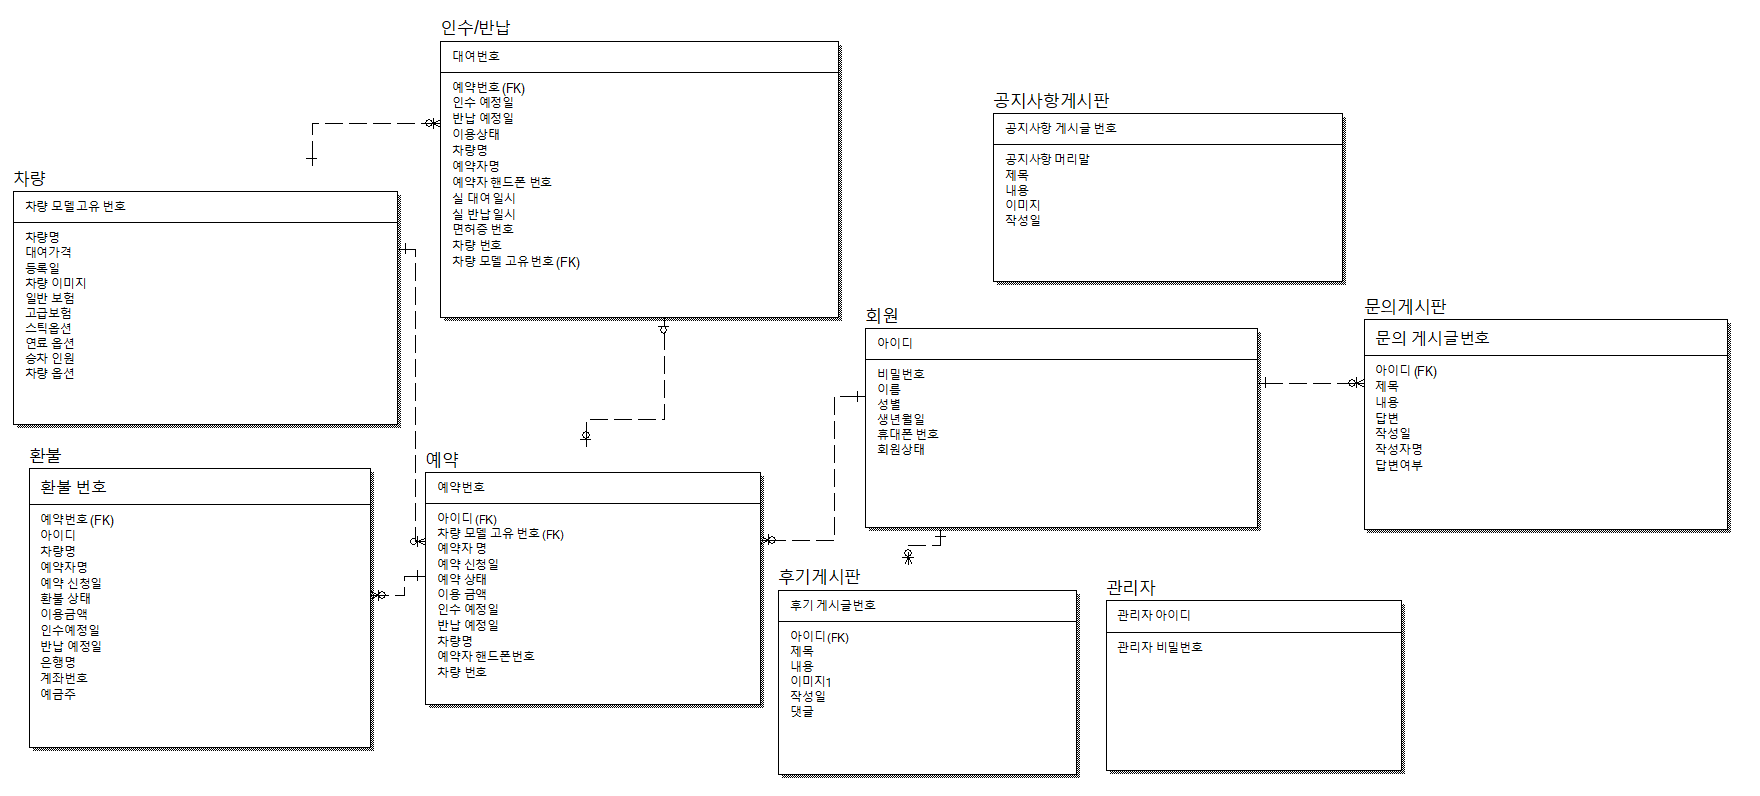 인수/반납
대여번호
예약번호(FK)
인수 예정일
반납 예정일
이용상태
차량명
예약자명
예약자 핸드폰 번호
실 대여일시
실 반납일시
면허증 번호
차량 번호
차량 모델 고유번호(FK)
공지사항게시판
공지사항 게시글 번호
공지사항 머리말
제목
내용
이미지
작성일
차량
차량 모델고유 번호
차량명
대여가격
등록일
차량 이미지
일반 보험
고급보험
스틱옵션
연료 옵션
승차 인원
차량 옵션
회원
아이디
비밀번호
이름
성별
생년월일
휴대폰 번호
회원상태
문의게시판
문의 게시글번호
아이디(FK)
제목
내용
답변
작성일
작성자명
답변여부
환불
환불 번호
예약번호(FK)
아이디
차량명
예약자명
예약 신청일
환불 상태
이용금액
인수예정일
반납 예정일
은행명
계좌번호
예금주
예약
예약번호
아이디(FK)
차량 모델 고유 번호(FK)
예약자 명
예약 신청일
예약 상태
이용 금액
인수 예정일
반납 예정일
차량명
예약자 핸드폰번호
차량 번호
후기게시판
후기 게시글번호
아이디(FK)
제목
내용
이미지1
작성일
댓글
관리자
관리자 아이디
관리자 비밀번호